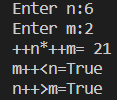 Enter n:6
Enter m:2
++n*++m= 21
m++<n=True
n++>m=True